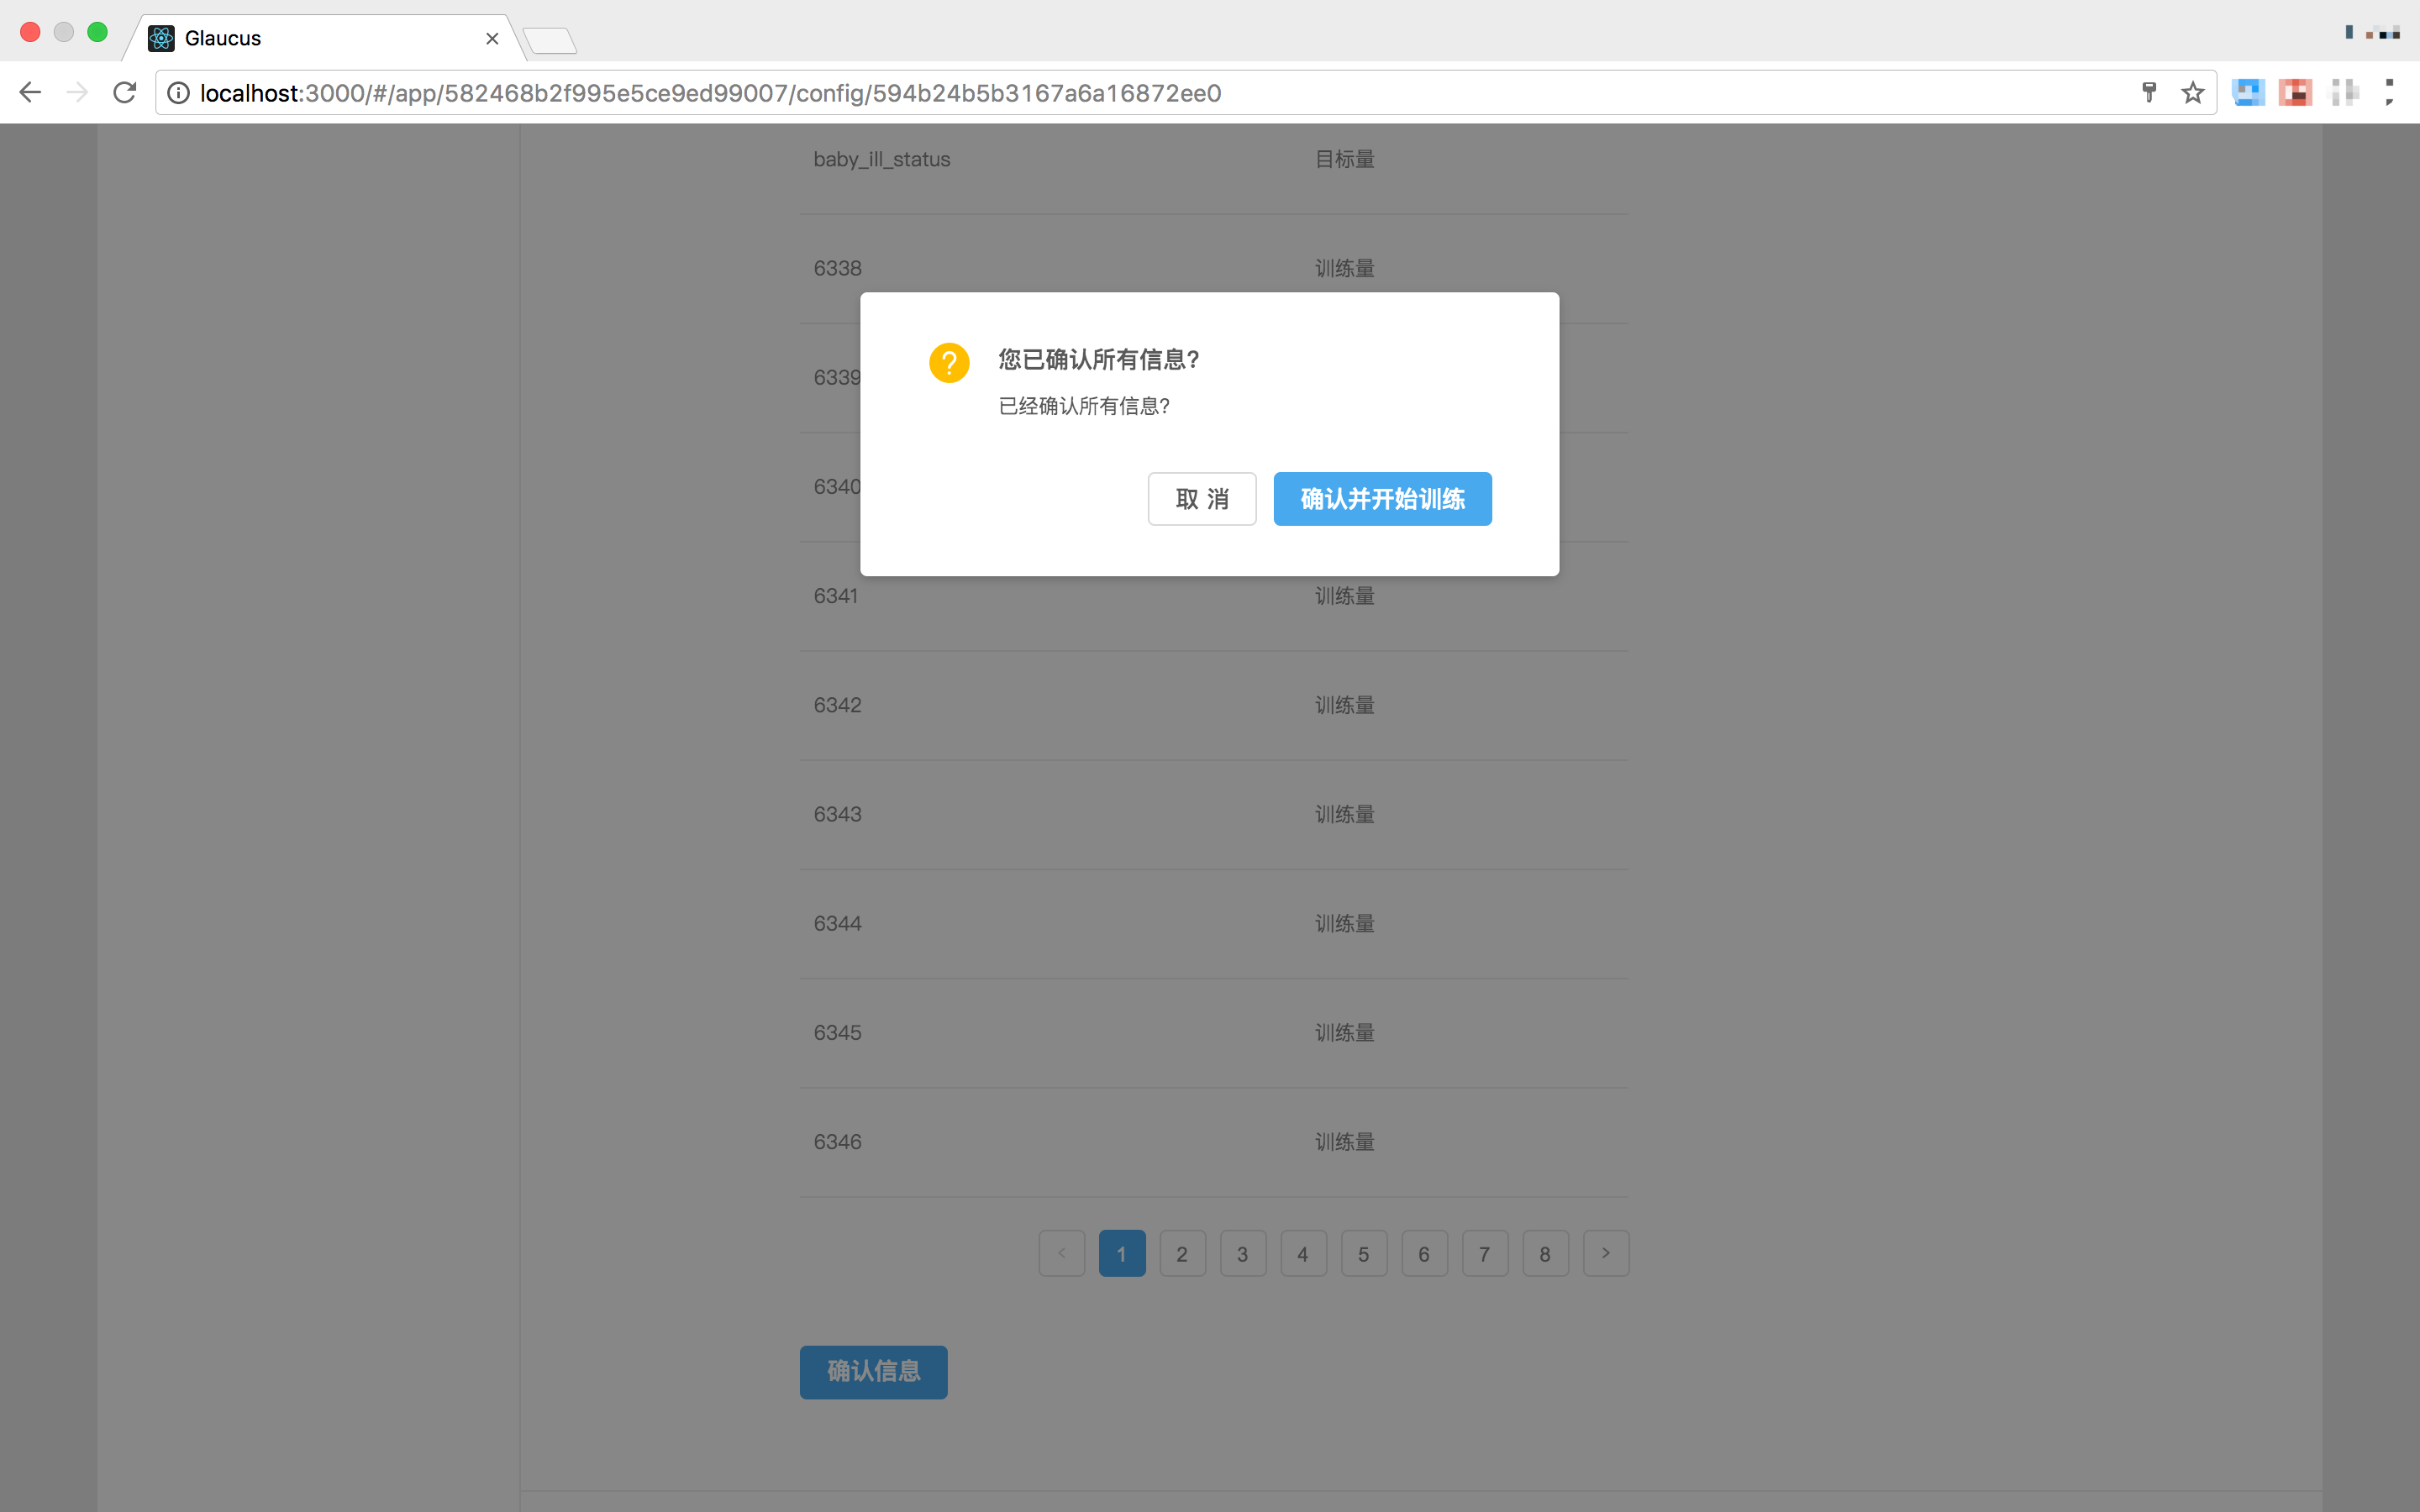 Glaucus
localhost:3000/#/app/582468b2f995e5ce9ed99007/config/594b24b5b3167a6a16872ee0
baby_ill_status 目标量
6338 训练量
6339
6340
您已确认所有信息?
已经确认所有信息?
取 消 确认并开始训练
6341 训练量
6342 训练量
6343 训练量
6344 训练量
6345 训练量
6346 训练量
1 2 3 4 5 6 7 8
确认信息